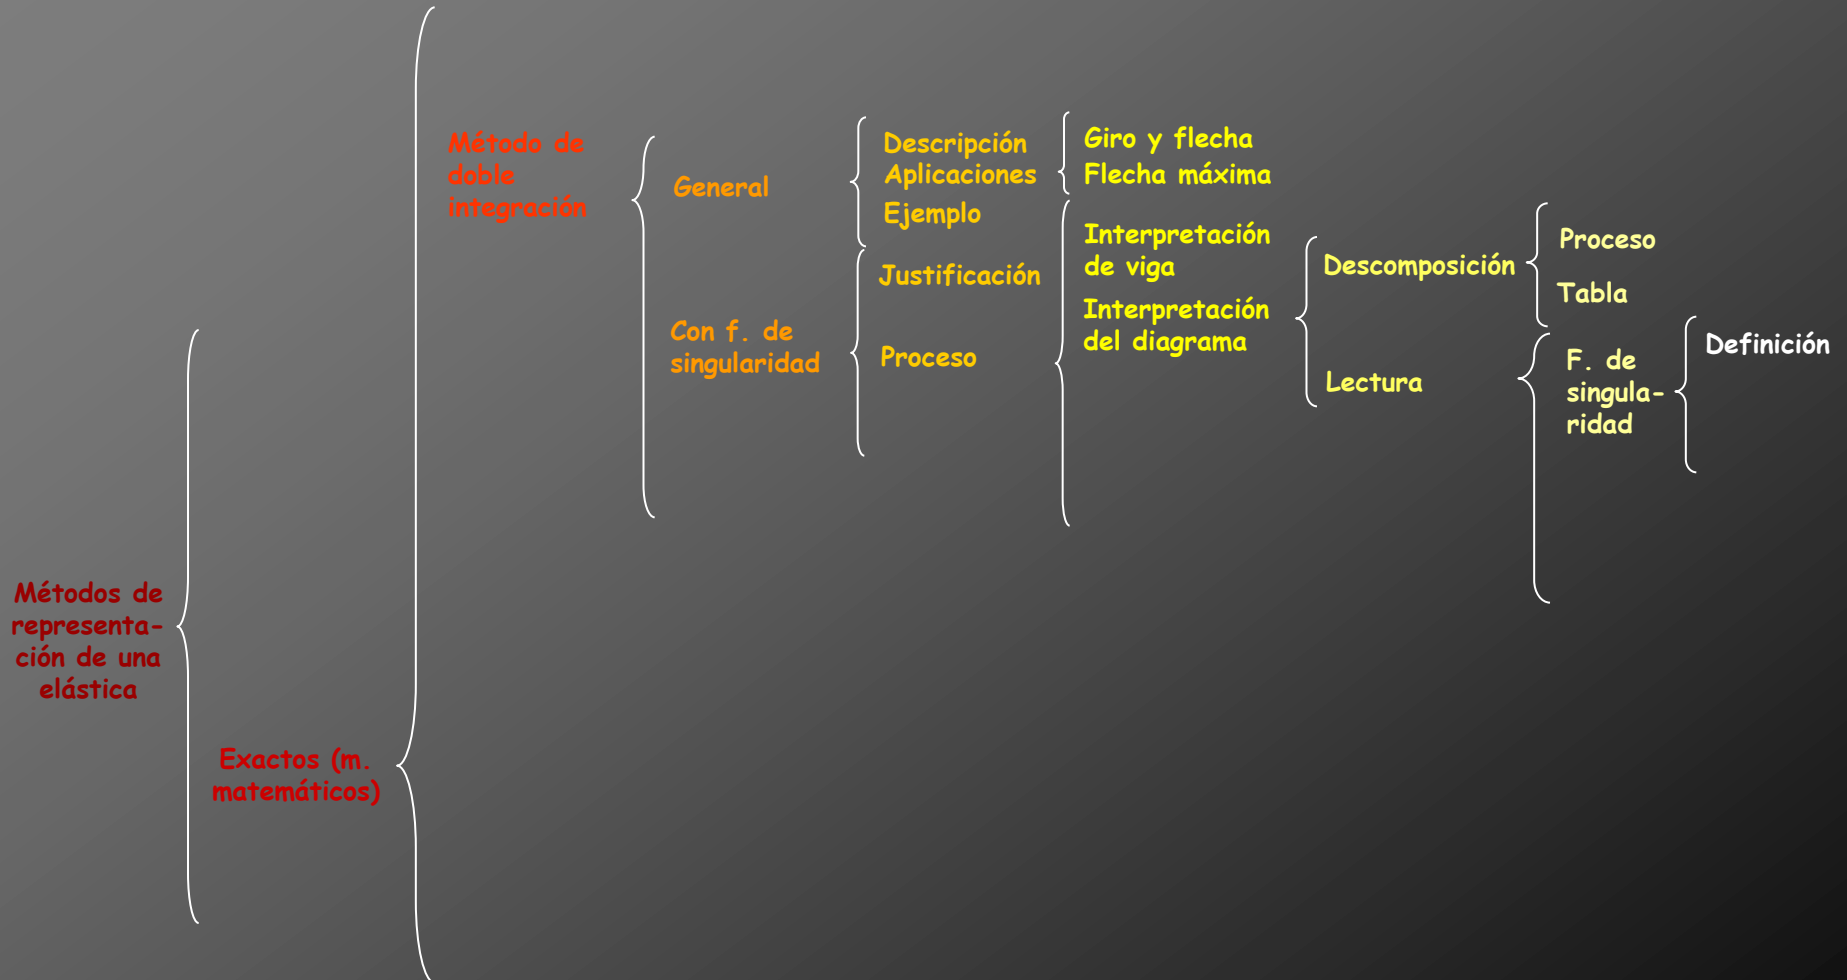 Métodos de
representa-
ción de una
elástica
Exactos (m.
matemáticos)
Método de
doble
integración
General
Descripción
Aplicaciones
Giro y flecha
Flecha máxima
Ejemplo
Con f. de
singularidad
Justificación
Proceso
Interpretación
de viga
Interpretación
del diagrama
Descomposición
Proceso
Tabla
Lectura
F. de
singula-
ridad
Definición